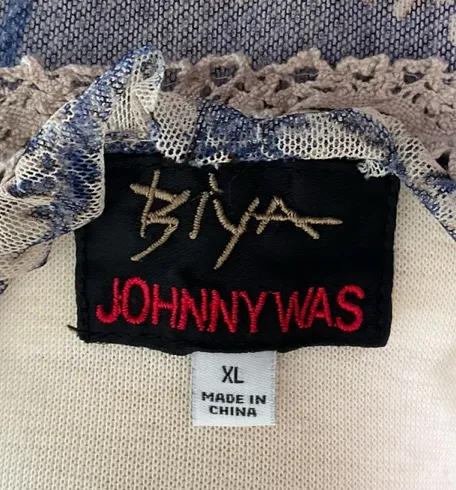 Biya
JOHNNY WAS
XL
MADE IN
CHINA